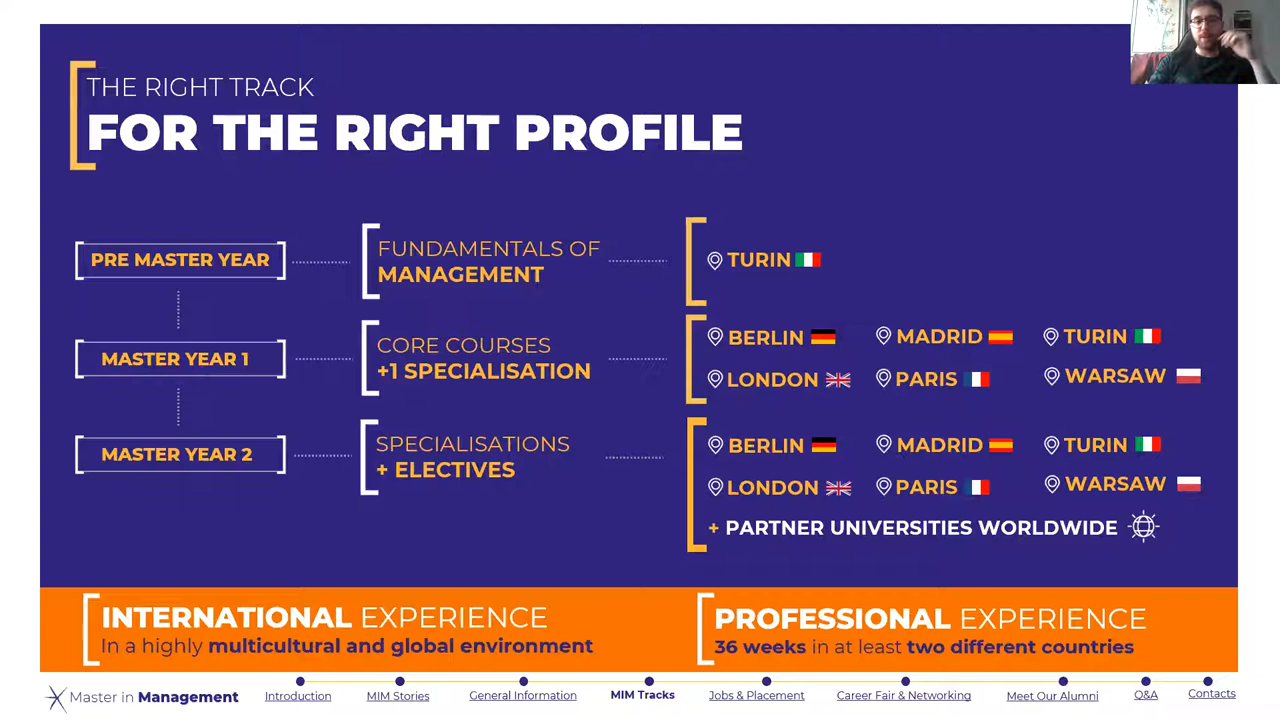 THE RIGHT TRACK
FOR THE RIGHT PROFILE
PRE MASTER YEAR
FUNDAMENTALS OF
MANAGEMENT
TURIN
MASTER YEAR 1
CORE COURSES
+1 SPECIALISATION
BERLIN MADRID TURIN
LONDON PARIS WARSAW
MASTER YEAR 2
SPECIALISATIONS
+ ELECTIVES
BERLIN MADRID TURIN
LONDON PARIS WARSAW
+ PARTNER UNIVERSITIES WORLDWIDE
INTERNATIONAL EXPERIENCE
In a highly multicultural and global environment
PROFESSIONAL EXPERIENCE
36 weeks in at least two different countries
Master in Management
Introduction MIM Stories General Information MIM Tracks Jobs & Placement Career Fair & Networking Meet Our Alumni Q&A Contacts